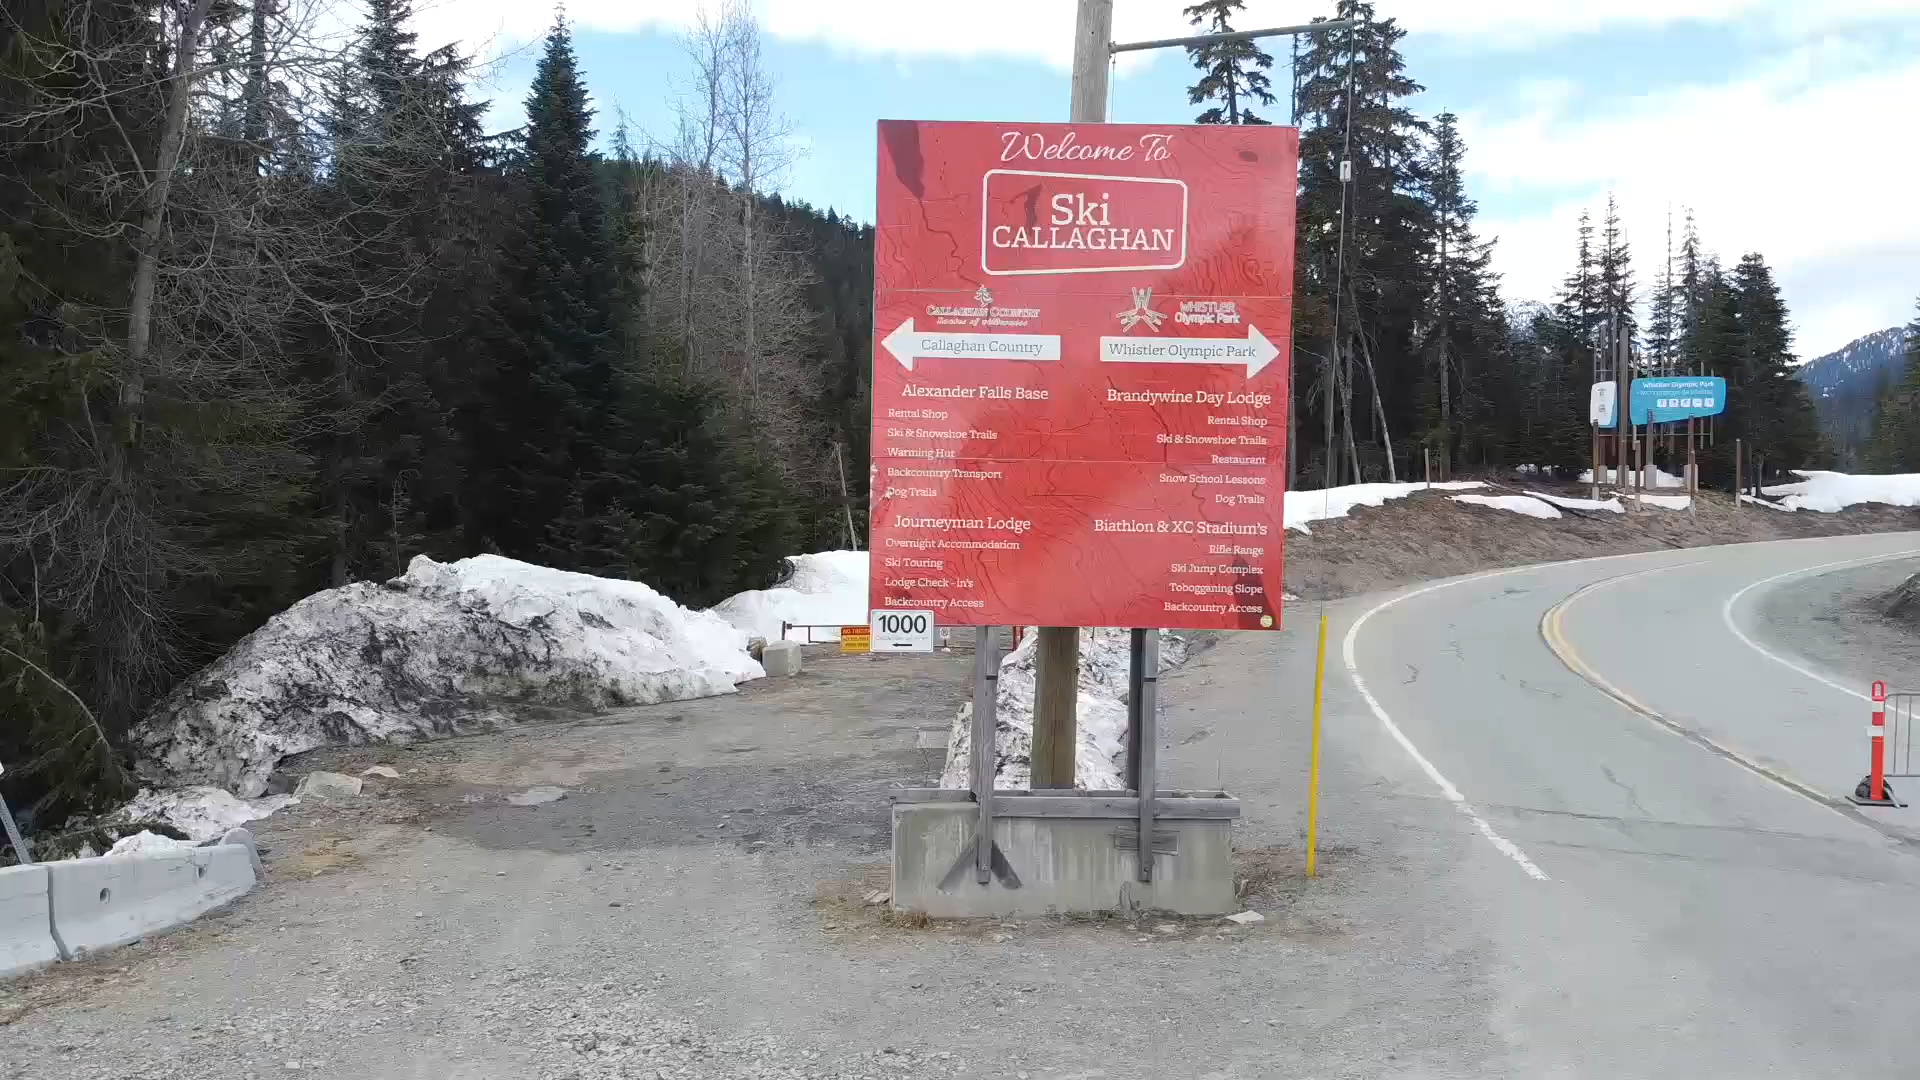 Welcome To
Ski
CALLAGHAN
CALLAGHAN COUNTRY
Callaghan Country
Alexander Falls Base
Rental Shop
Ski & Snowshoe Trails
Warming Hut
Backcountry Transport
Dog Trails
Journeyman Lodge
Overnight Accommodation
Ski Touring
Lodge Check-in's
Backcountry Access
1000
WHISTLER
Olympic Park
Whistler Olympic Park
Brandywine Day Lodge
Rental Shop
Ski & Snowshoe Trails
Restaurant
Snow School Lessons
Dog Trails
Biathlon & XC Stadium's
Rifle Range
Ski Jump Complex
Tobogganing Slope
Backcountry Access
Whistler Olympic Park